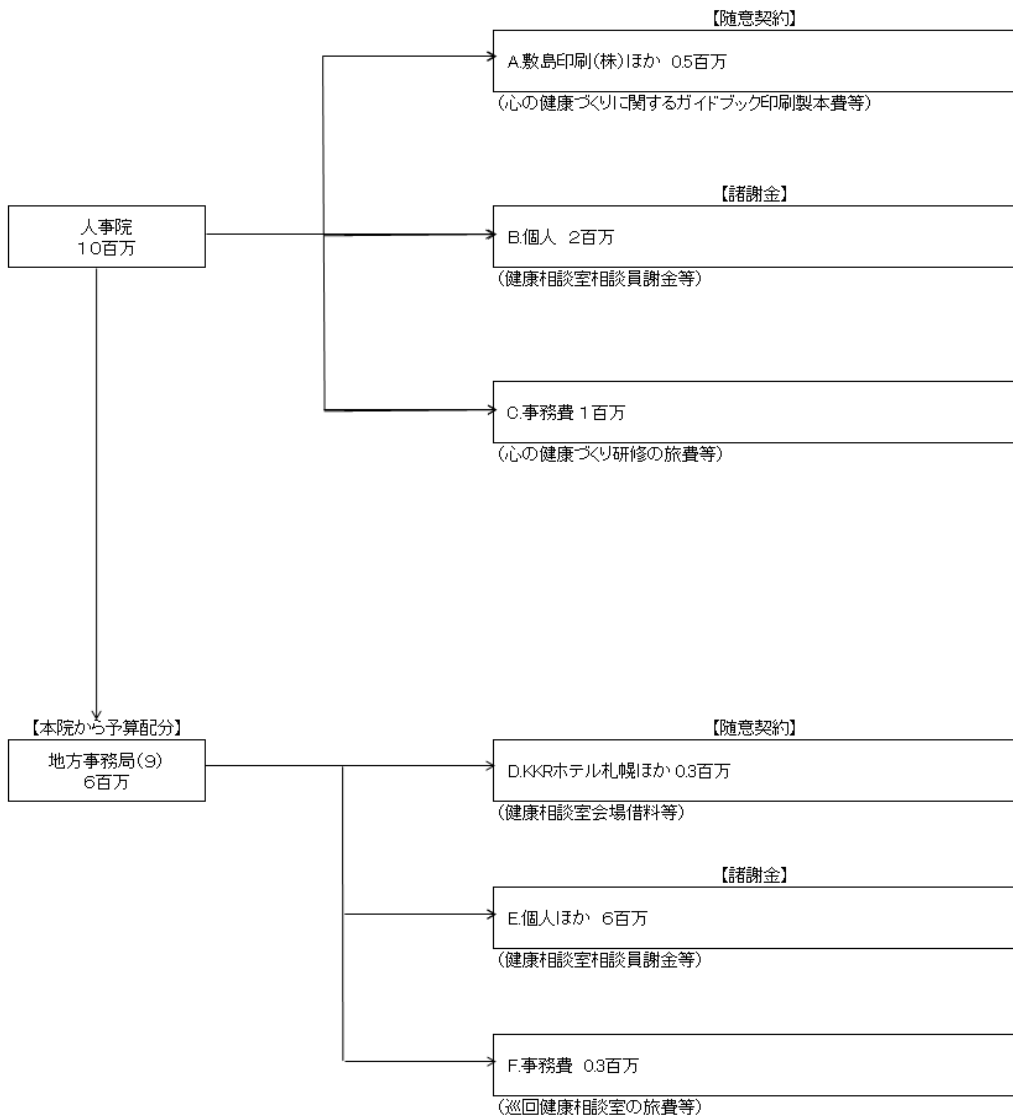 【随意契約】
A.敷島印刷(株)ほか 0.5百万
(心の健康づくりに関するガイドブック印刷製本費等)
人事院
10百万
【諸謝金】
B.個人 2百万
(健康相談室相談員謝金等)
C.事務費 1百万
(心の健康づくり研修の旅費等)
【本院から予算配分】
地方事務局(9)
6百万
【随意契約】
D.KKRホテル札幌ほか 0.3百万
(健康相談室会場借料等)
【諸謝金】
E.個人ほか 6百万
(健康相談室相談員謝金等)
F.事務費 0.3百万
(巡回健康相談室の旅費等)